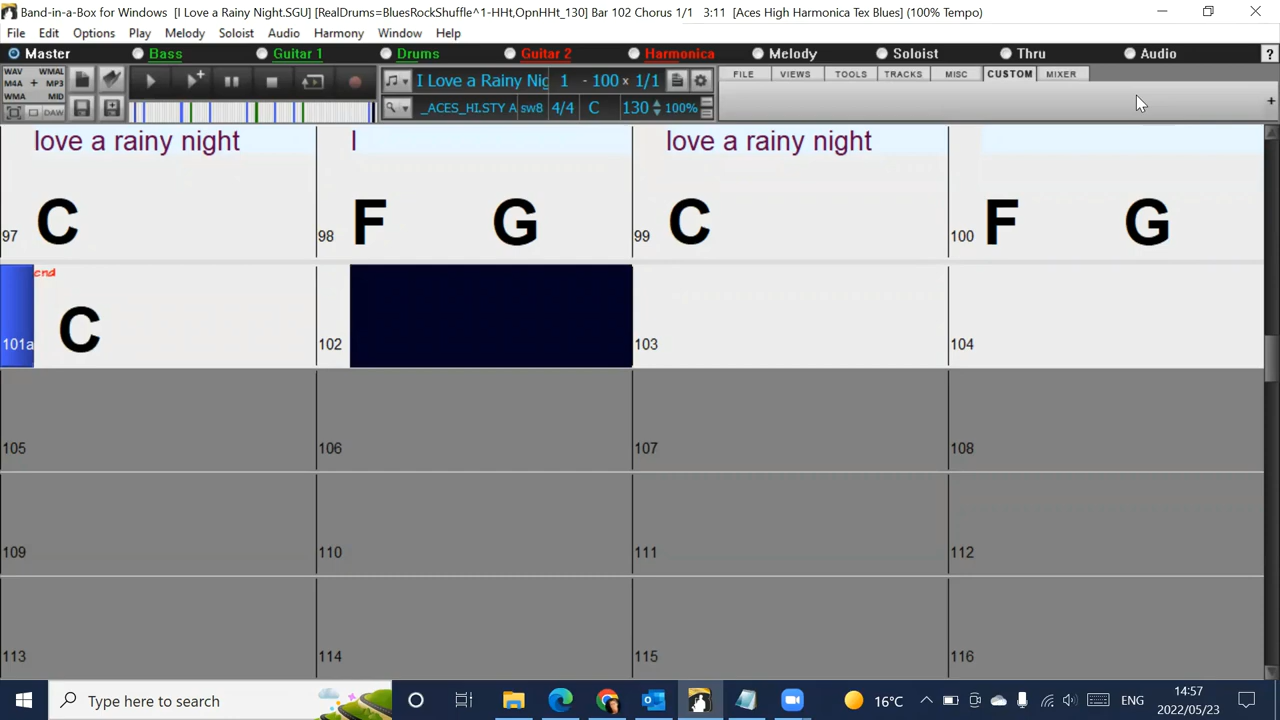 Band-in-a-Box for Windows [I Love a Rainy Night.SGU] [RealDrums=BluesRockShuffle^1-HHt,OpnHHt_130] Bar 102 Chorus 1/1 3:11 [Aces High Harmonica Tex Blues] (100% Tempo)
File Edit Options Play Melody Soloist Audio Harmony Window Help
Master Bass Guitar 1 Drums Guitar 2 Harmonica Melody Soloist Thru Audio ?
WAV WMAL
M4A + MP3
WMA MID
DAW
I Love a Rainy Nig 1 - 100 x 1/1
_ACES_HI.STY A sw8 4/4 C 130 100%
FILE VIEWS TOOLS TRACKS MISC CUSTOM MIXER
+
love a rainy night I love a rainy night
97 C 98 F G 99 C 100 F G
end
101a C 102 103 104
105 106 107 108
109 110 111 112
113 114 115 116
Type here to search 16°C ENG 14:57
2022/05/23